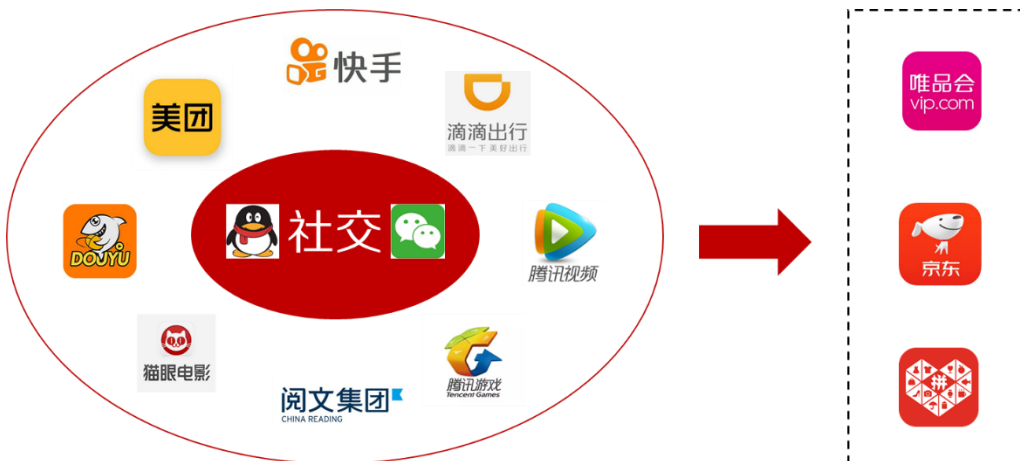 快手
美团
滴滴出行
滴滴一下 美好出行
唯品会
vip.com
DOUYU
社交
腾讯视频
京东
猫眼电影
腾讯游戏
Tencent Games
阅文集团
CHINA READING
拼